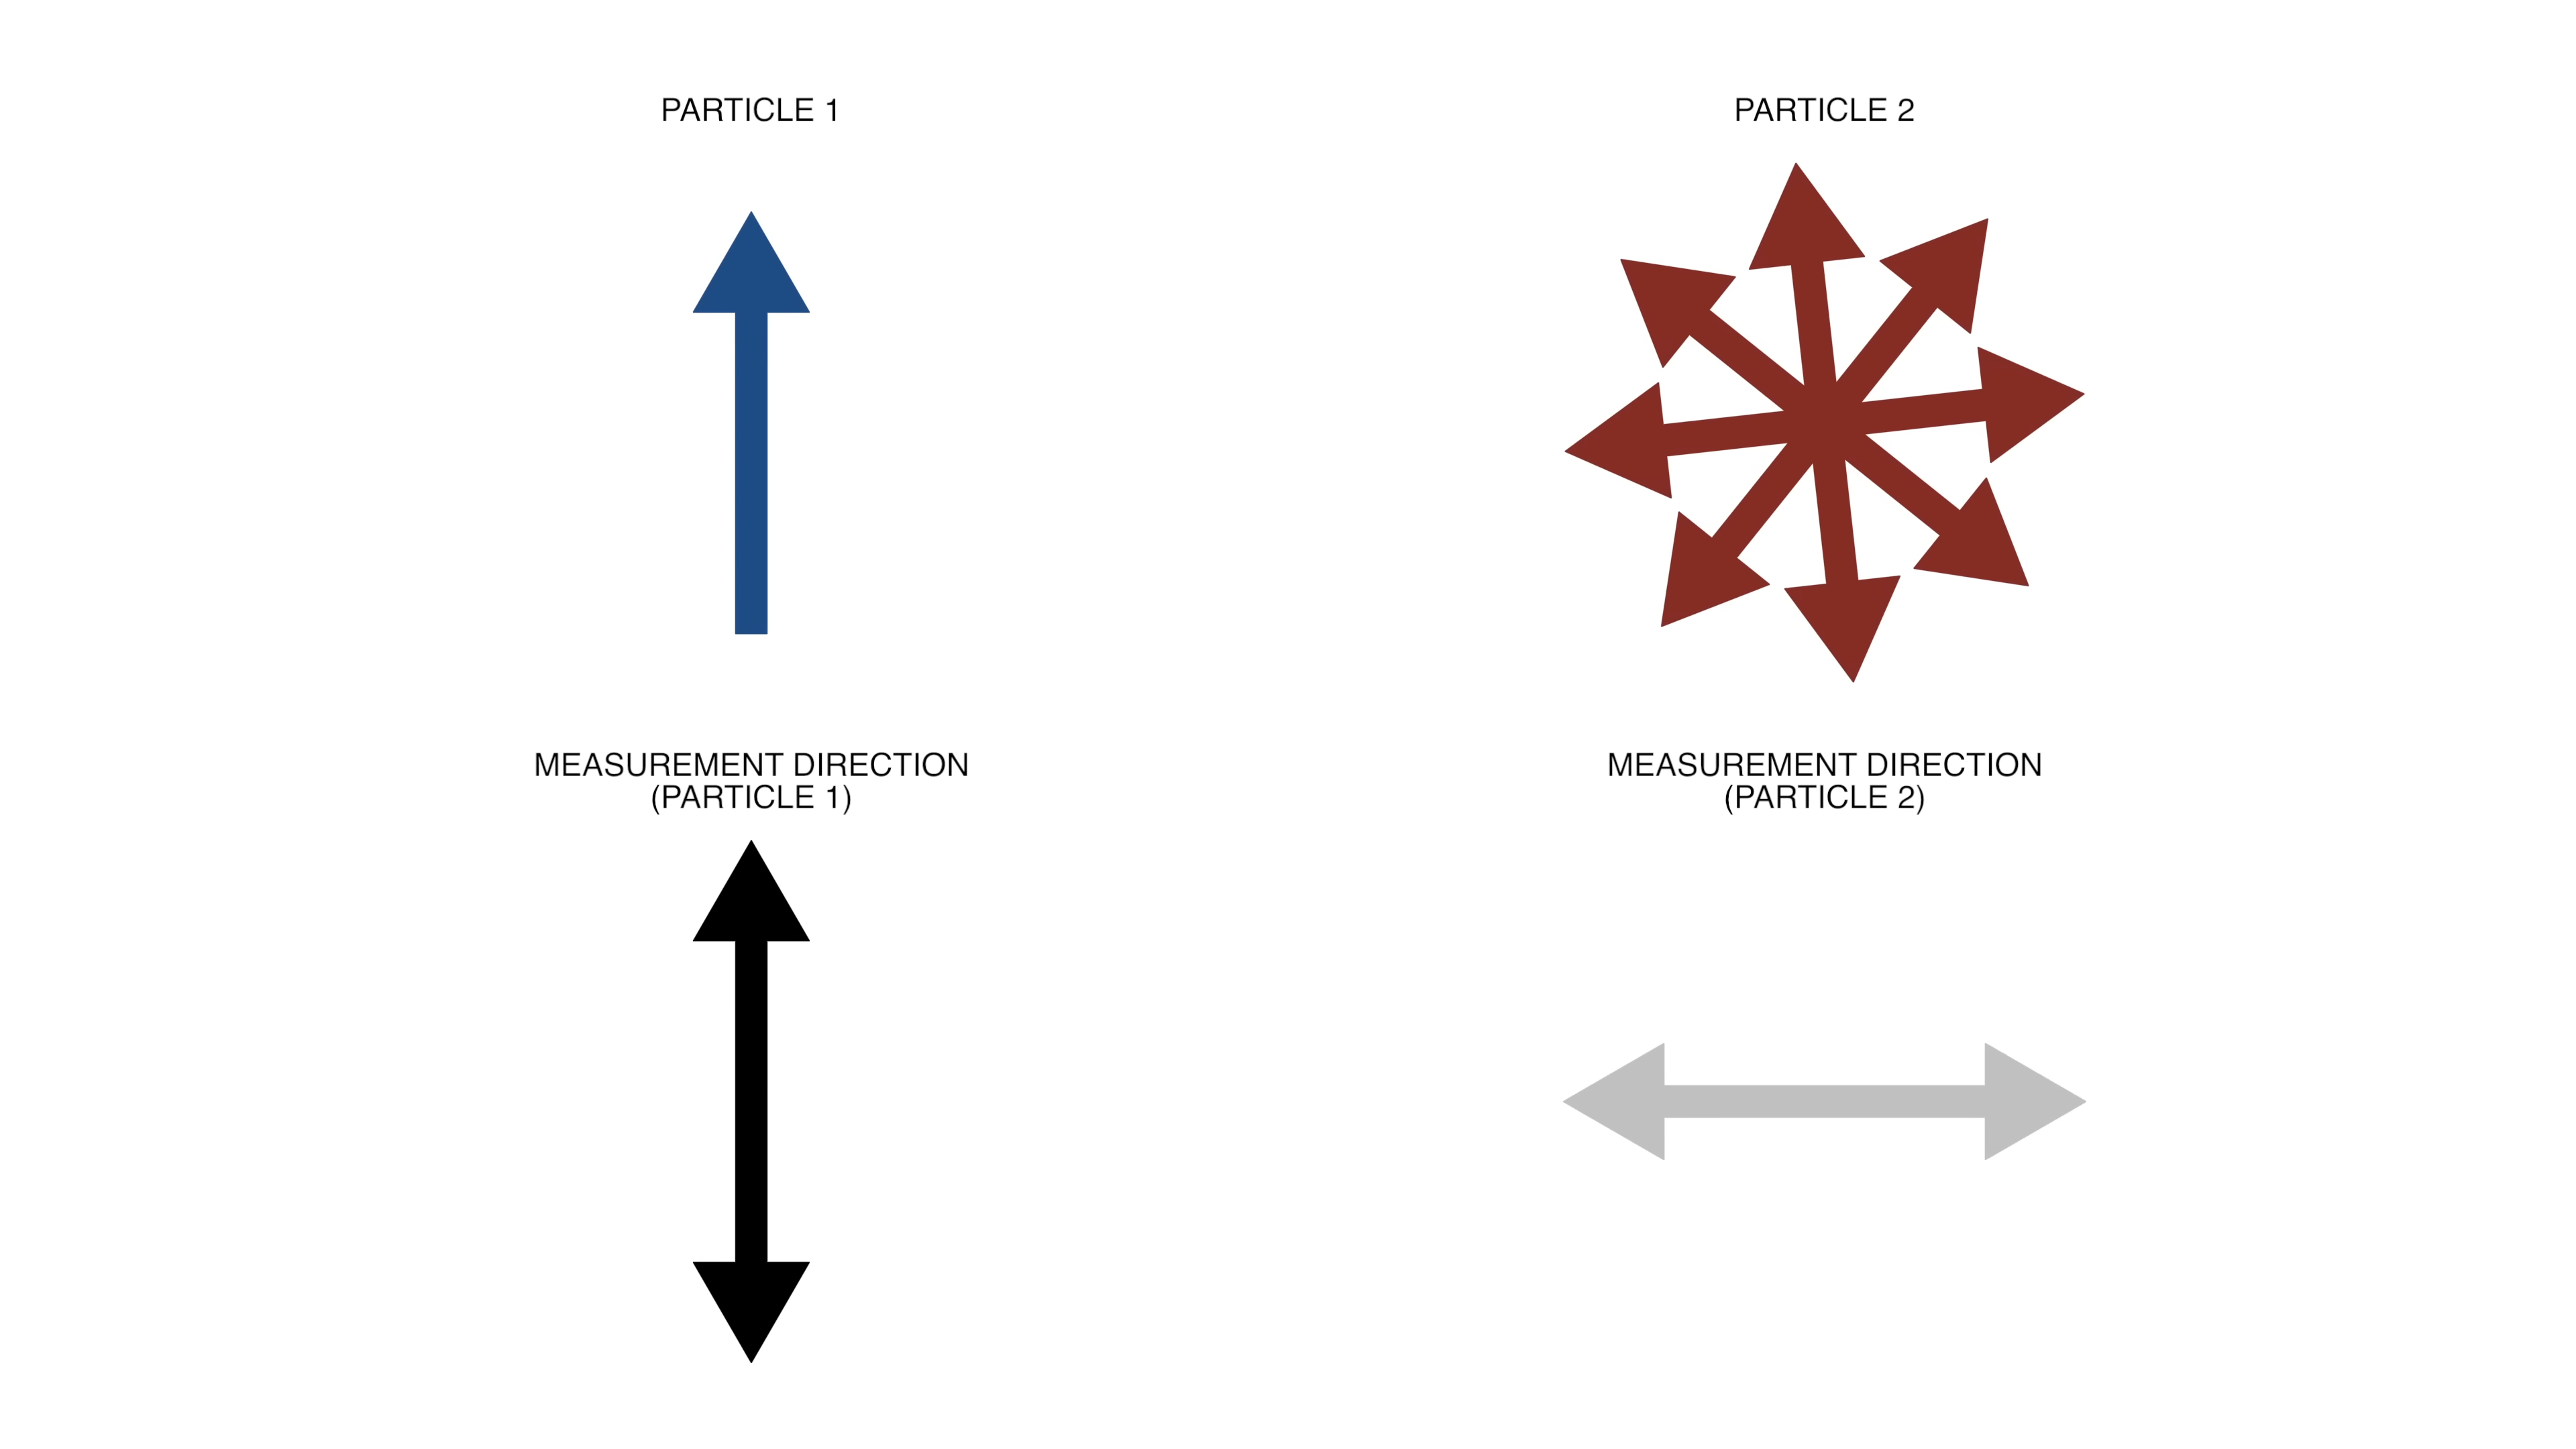 PARTICLE 1
PARTICLE 2
MEASUREMENT DIRECTION
(PARTICLE 1)
MEASUREMENT DIRECTION
(PARTICLE 2)